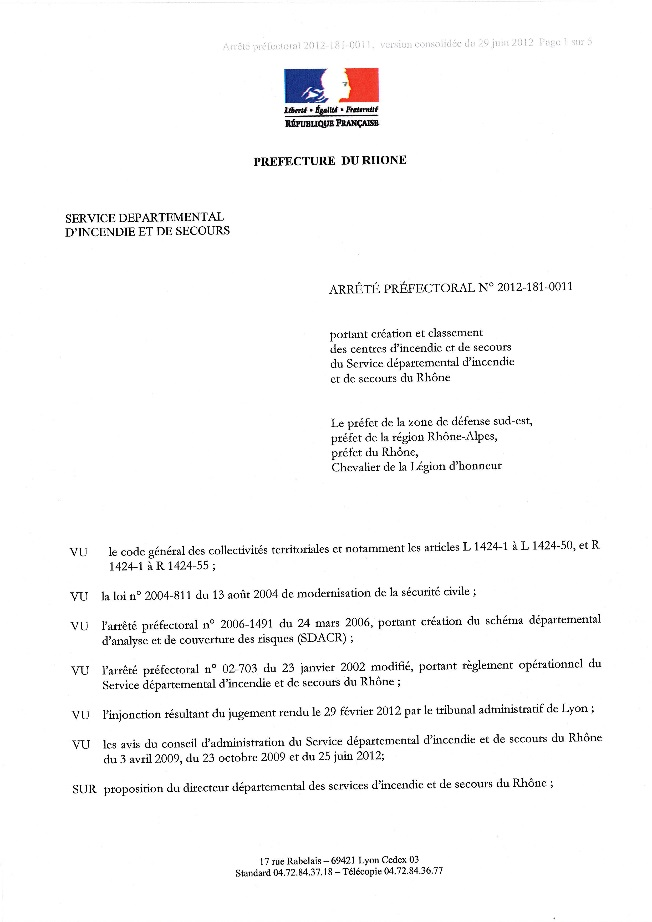 Arrêté préfectoral 2012-181-0011, version consolidée du 29 juin 2012 Page 1 sur 5
Liberté • Égalité • Fraternité
RÉPUBLIQUE FRANÇAISE
PREFECTURE DU RHONE
SERVICE DEPARTEMENTAL
D'INCENDIE ET DE SECOURS
ARRÊTÉ PRÉFECTORAL N° 2012-181-0011
portant création et classement
des centres d'incendie et de secours
du Service départemental d'incendie
et de secours du Rhône
Le préfet de la zone de défense sud-est,
préfet de la région Rhône-Alpes,
préfet du Rhône,
Chevalier de la Légion d'honneur
VU le code général des collectivités territoriales et notamment les articles L 1424-1 à L 1424-50, et R
1424-1 à R 1424-55 ;
VU la loi n° 2004-811 du 13 août 2004 de modernisation de la sécurité civile ;
VU l'arrêté préfectoral n° 2006-1491 du 24 mars 2006, portant création du schéma départemental
d'analyse et de couverture des risques (SDACR) ;
VU l'arrêté préfectoral n° 02-703 du 23 janvier 2002 modifié, portant règlement opérationnel du
Service départemental d'incendie et de secours du Rhône ;
VU l'injonction résultant du jugement rendu le 29 février 2012 par le tribunal administratif de Lyon ;
VU les avis du conseil d'administration du Service départemental d'incendie et de secours du Rhône
du 3 avril 2009, du 23 octobre 2009 et du 25 juin 2012;
SUR proposition du directeur départemental des services d'incendie et de secours du Rhône ;
17 rue Rabelais – 69421 Lyon Cedex 03
Standard 04.72.84.37.18 – Télécopie 04.72.84.36.77